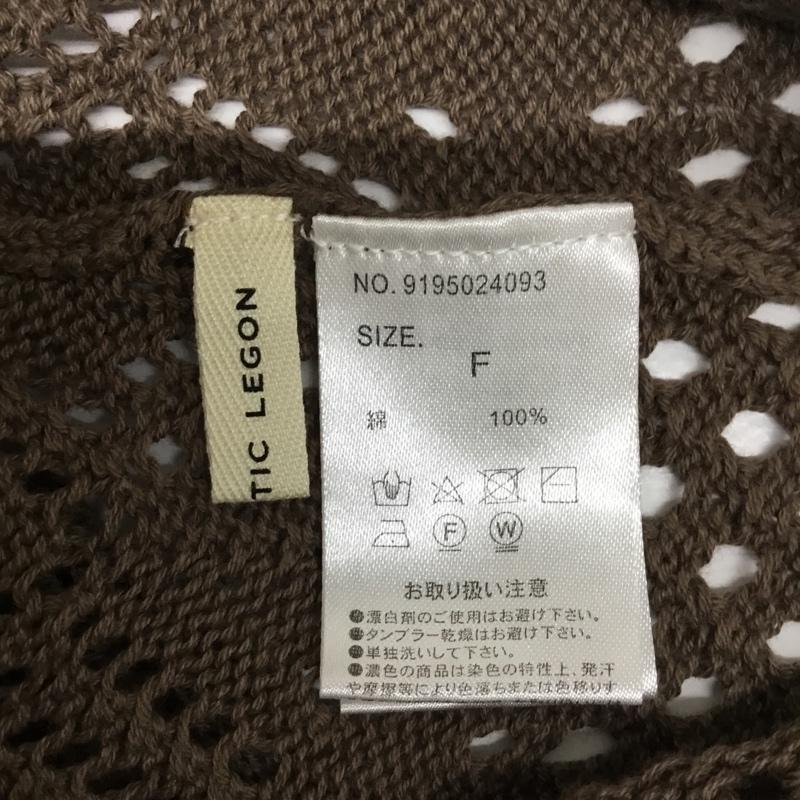 TIC LEGON
NO. 9195024093
SIZE.
F
綿 100%
F W
お取り扱い注意
●漂白剤のご使用はお避け下さい。
●タンブラー乾燥はお避け下さい。
●単独洗いして下さい。
●濃色の商品は染色の特性上、発汗
や摩擦等により色落ちまたは色移りす